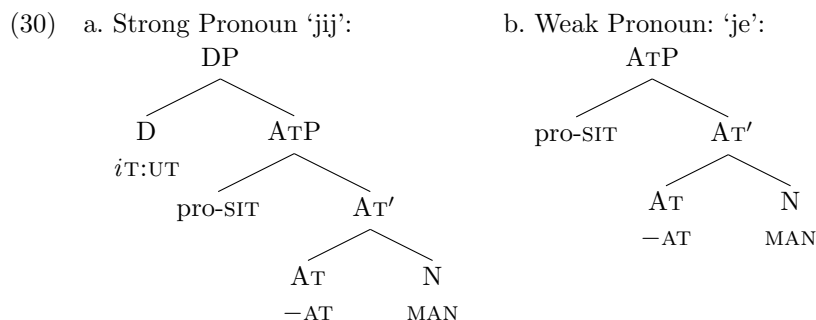 (30) a. Strong Pronoun ‘jij’: b. Weak Pronoun: ‘je’:
DP ATP
D ATP pro-SIT AT′
iT:UT
pro-SIT AT′ AT N
−AT MAN
AT N
−AT MAN